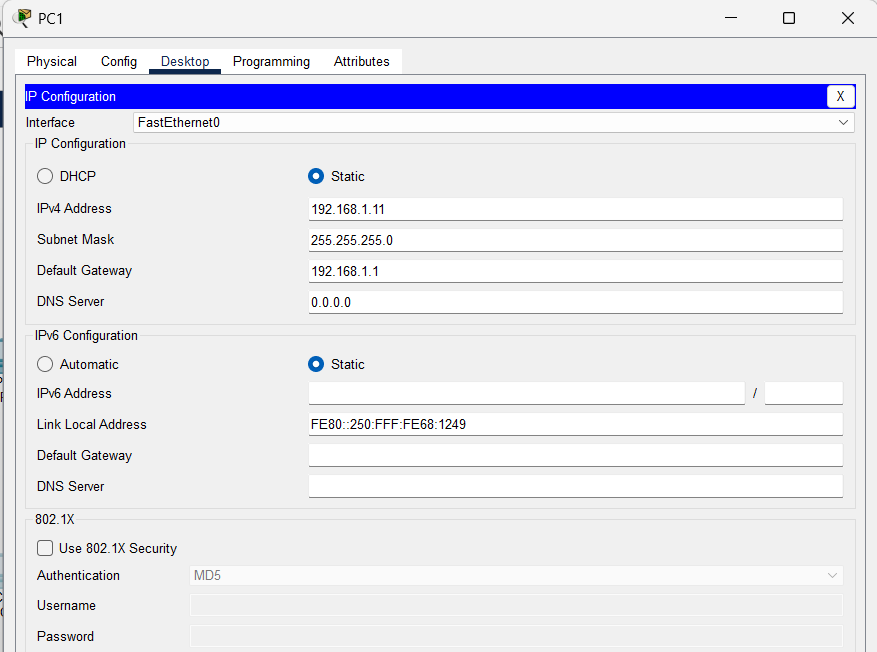 PC1
Physical Config Desktop Programming Attributes
IP Configuration X
Interface FastEthernet0
IP Configuration
DHCP Static
IPv4 Address 192.168.1.11
Subnet Mask 255.255.255.0
Default Gateway 192.168.1.1
DNS Server 0.0.0.0
IPv6 Configuration
Automatic Static
IPv6 Address /
Link Local Address FE80::250:FFF:FE68:1249
Default Gateway
DNS Server
802.1X
Use 802.1X Security
Authentication MD5
Username
Password